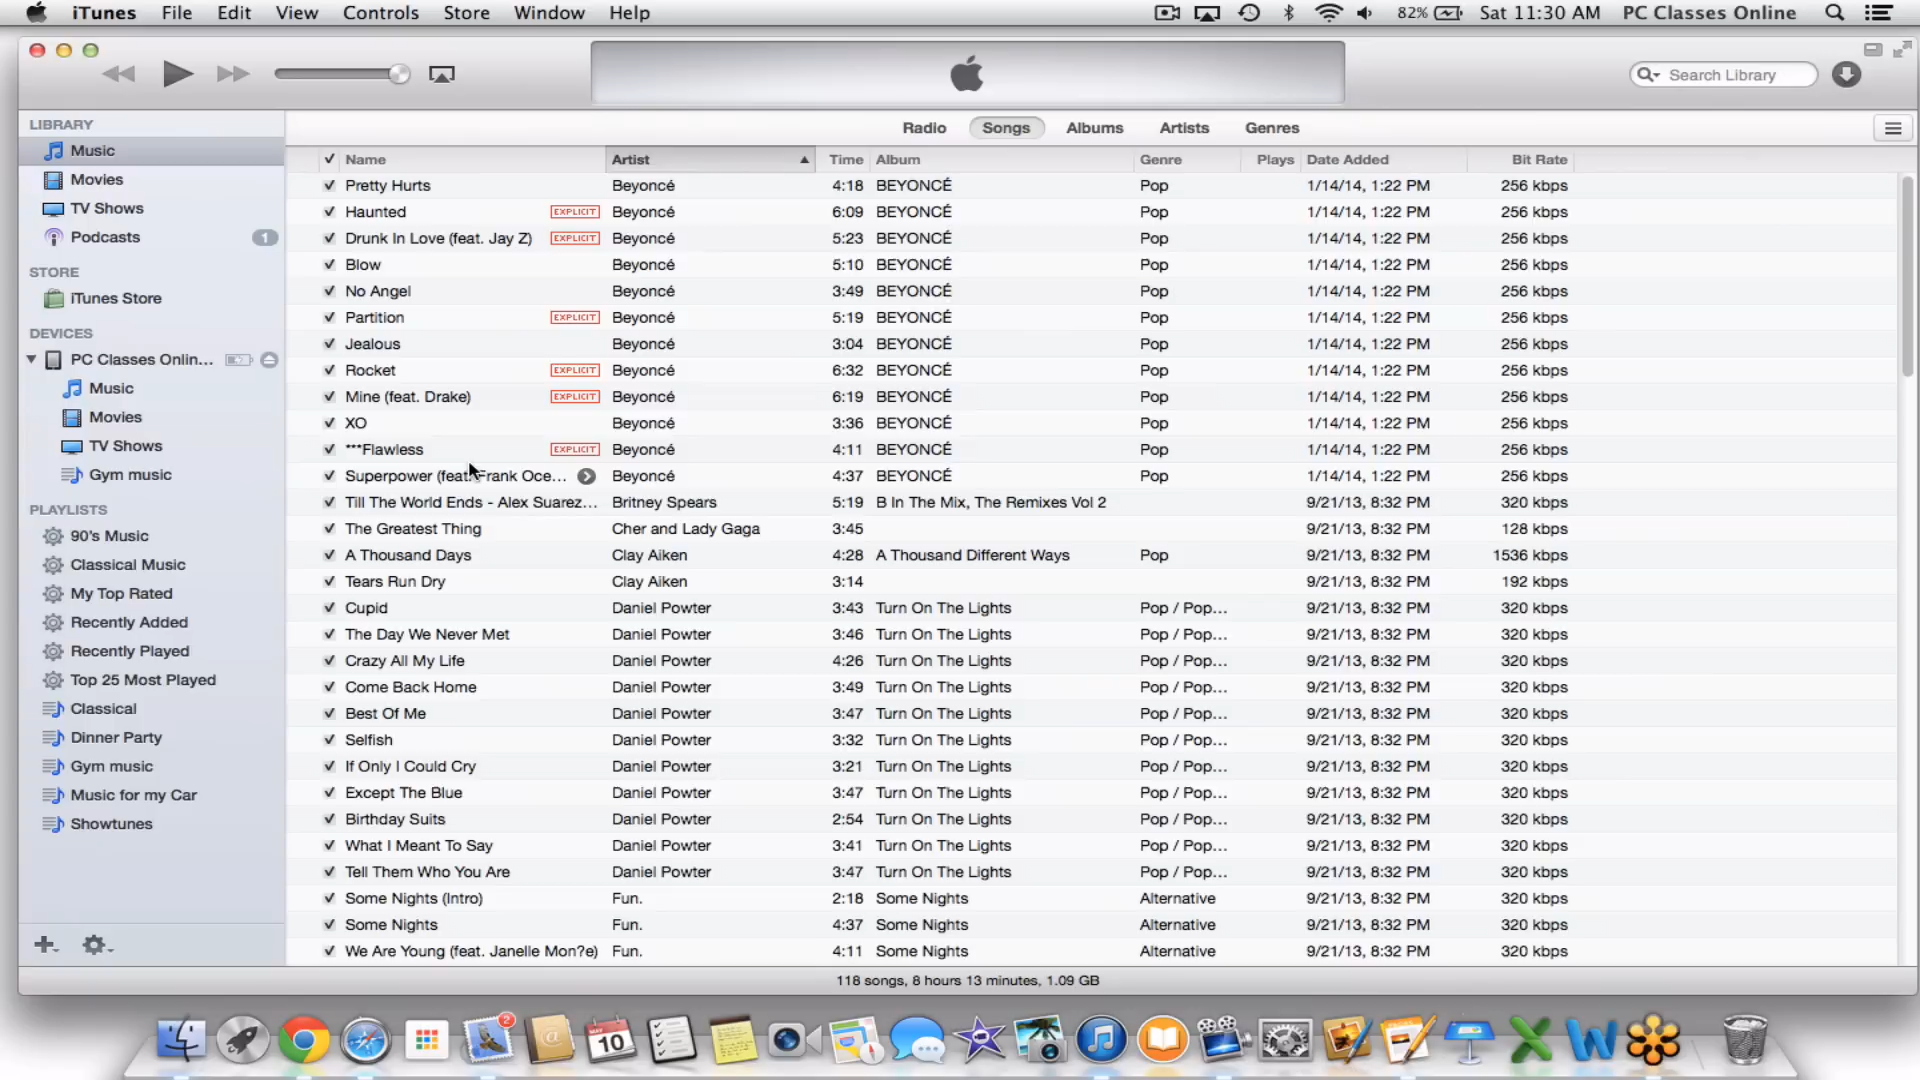 iTunes File Edit View Controls Store Window Help 82% Sat 11:30 AM PC Classes Online
Search Library
LIBRARY
Music
Movies
TV Shows
Podcasts 1
STORE
iTunes Store
DEVICES
PC Classes Onlin...
Music
Movies
TV Shows
Gym music
PLAYLISTS
90's Music
Classical Music
My Top Rated
Recently Added
Recently Played
Top 25 Most Played
Classical
Dinner Party
Gym music
Music for my Car
Showtunes
Radio Songs Albums Artists Genres
Name Artist Time Album Genre Plays Date Added Bit Rate
Pretty Hurts Beyoncé 4:18 BEYONCÉ Pop 1/14/14, 1:22 PM 256 kbps
Haunted EXPLICIT Beyoncé 6:09 BEYONCÉ Pop 1/14/14, 1:22 PM 256 kbps
Drunk In Love (feat. Jay Z) EXPLICIT Beyoncé 5:23 BEYONCÉ Pop 1/14/14, 1:22 PM 256 kbps
Blow Beyoncé 5:10 BEYONCÉ Pop 1/14/14, 1:22 PM 256 kbps
No Angel Beyoncé 3:49 BEYONCÉ Pop 1/14/14, 1:22 PM 256 kbps
Partition EXPLICIT Beyoncé 5:19 BEYONCÉ Pop 1/14/14, 1:22 PM 256 kbps
Jealous Beyoncé 3:04 BEYONCÉ Pop 1/14/14, 1:22 PM 256 kbps
Rocket EXPLICIT Beyoncé 6:32 BEYONCÉ Pop 1/14/14, 1:22 PM 256 kbps
Mine (feat. Drake) EXPLICIT Beyoncé 6:19 BEYONCÉ Pop 1/14/14, 1:22 PM 256 kbps
XO Beyoncé 3:36 BEYONCÉ Pop 1/14/14, 1:22 PM 256 kbps
***Flawless EXPLICIT Beyoncé 4:11 BEYONCÉ Pop 1/14/14, 1:22 PM 256 kbps
Superpower (feat. Frank Oce... Beyoncé 4:37 BEYONCÉ Pop 1/14/14, 1:22 PM 256 kbps
Till The World Ends - Alex Suarez... Britney Spears 5:19 B In The Mix, The Remixes Vol 2 9/21/13, 8:32 PM 320 kbps
The Greatest Thing Cher and Lady Gaga 3:45 9/21/13, 8:32 PM 128 kbps
A Thousand Days Clay Aiken 4:28 A Thousand Different Ways Pop 9/21/13, 8:32 PM 1536 kbps
Tears Run Dry Clay Aiken 3:14 9/21/13, 8:32 PM 192 kbps
Cupid Daniel Powter 3:43 Turn On The Lights Pop / Pop... 9/21/13, 8:32 PM 320 kbps
The Day We Never Met Daniel Powter 3:46 Turn On The Lights Pop / Pop... 9/21/13, 8:32 PM 320 kbps
Crazy All My Life Daniel Powter 4:26 Turn On The Lights Pop / Pop... 9/21/13, 8:32 PM 320 kbps
Come Back Home Daniel Powter 3:49 Turn On The Lights Pop / Pop... 9/21/13, 8:32 PM 320 kbps
Best Of Me Daniel Powter 3:47 Turn On The Lights Pop / Pop... 9/21/13, 8:32 PM 320 kbps
Selfish Daniel Powter 3:32 Turn On The Lights Pop / Pop... 9/21/13, 8:32 PM 320 kbps
If Only I Could Cry Daniel Powter 3:21 Turn On The Lights Pop / Pop... 9/21/13, 8:32 PM 320 kbps
Except The Blue Daniel Powter 3:47 Turn On The Lights Pop / Pop... 9/21/13, 8:32 PM 320 kbps
Birthday Suits Daniel Powter 2:54 Turn On The Lights Pop / Pop... 9/21/13, 8:32 PM 320 kbps
What I Meant To Say Daniel Powter 3:41 Turn On The Lights Pop / Pop... 9/21/13, 8:32 PM 320 kbps
Tell Them Who You Are Daniel Powter 3:47 Turn On The Lights Pop / Pop... 9/21/13, 8:32 PM 320 kbps
Some Nights (Intro) Fun. 2:18 Some Nights Alternative 9/21/13, 8:32 PM 320 kbps
Some Nights Fun. 4:37 Some Nights Alternative 9/21/13, 8:32 PM 320 kbps
We Are Young (feat. Janelle Mon?e) Fun. 4:11 Some Nights Alternative 9/21/13, 8:32 PM 320 kbps
118 songs, 8 hours 13 minutes, 1.09 GB
2
MAY
10